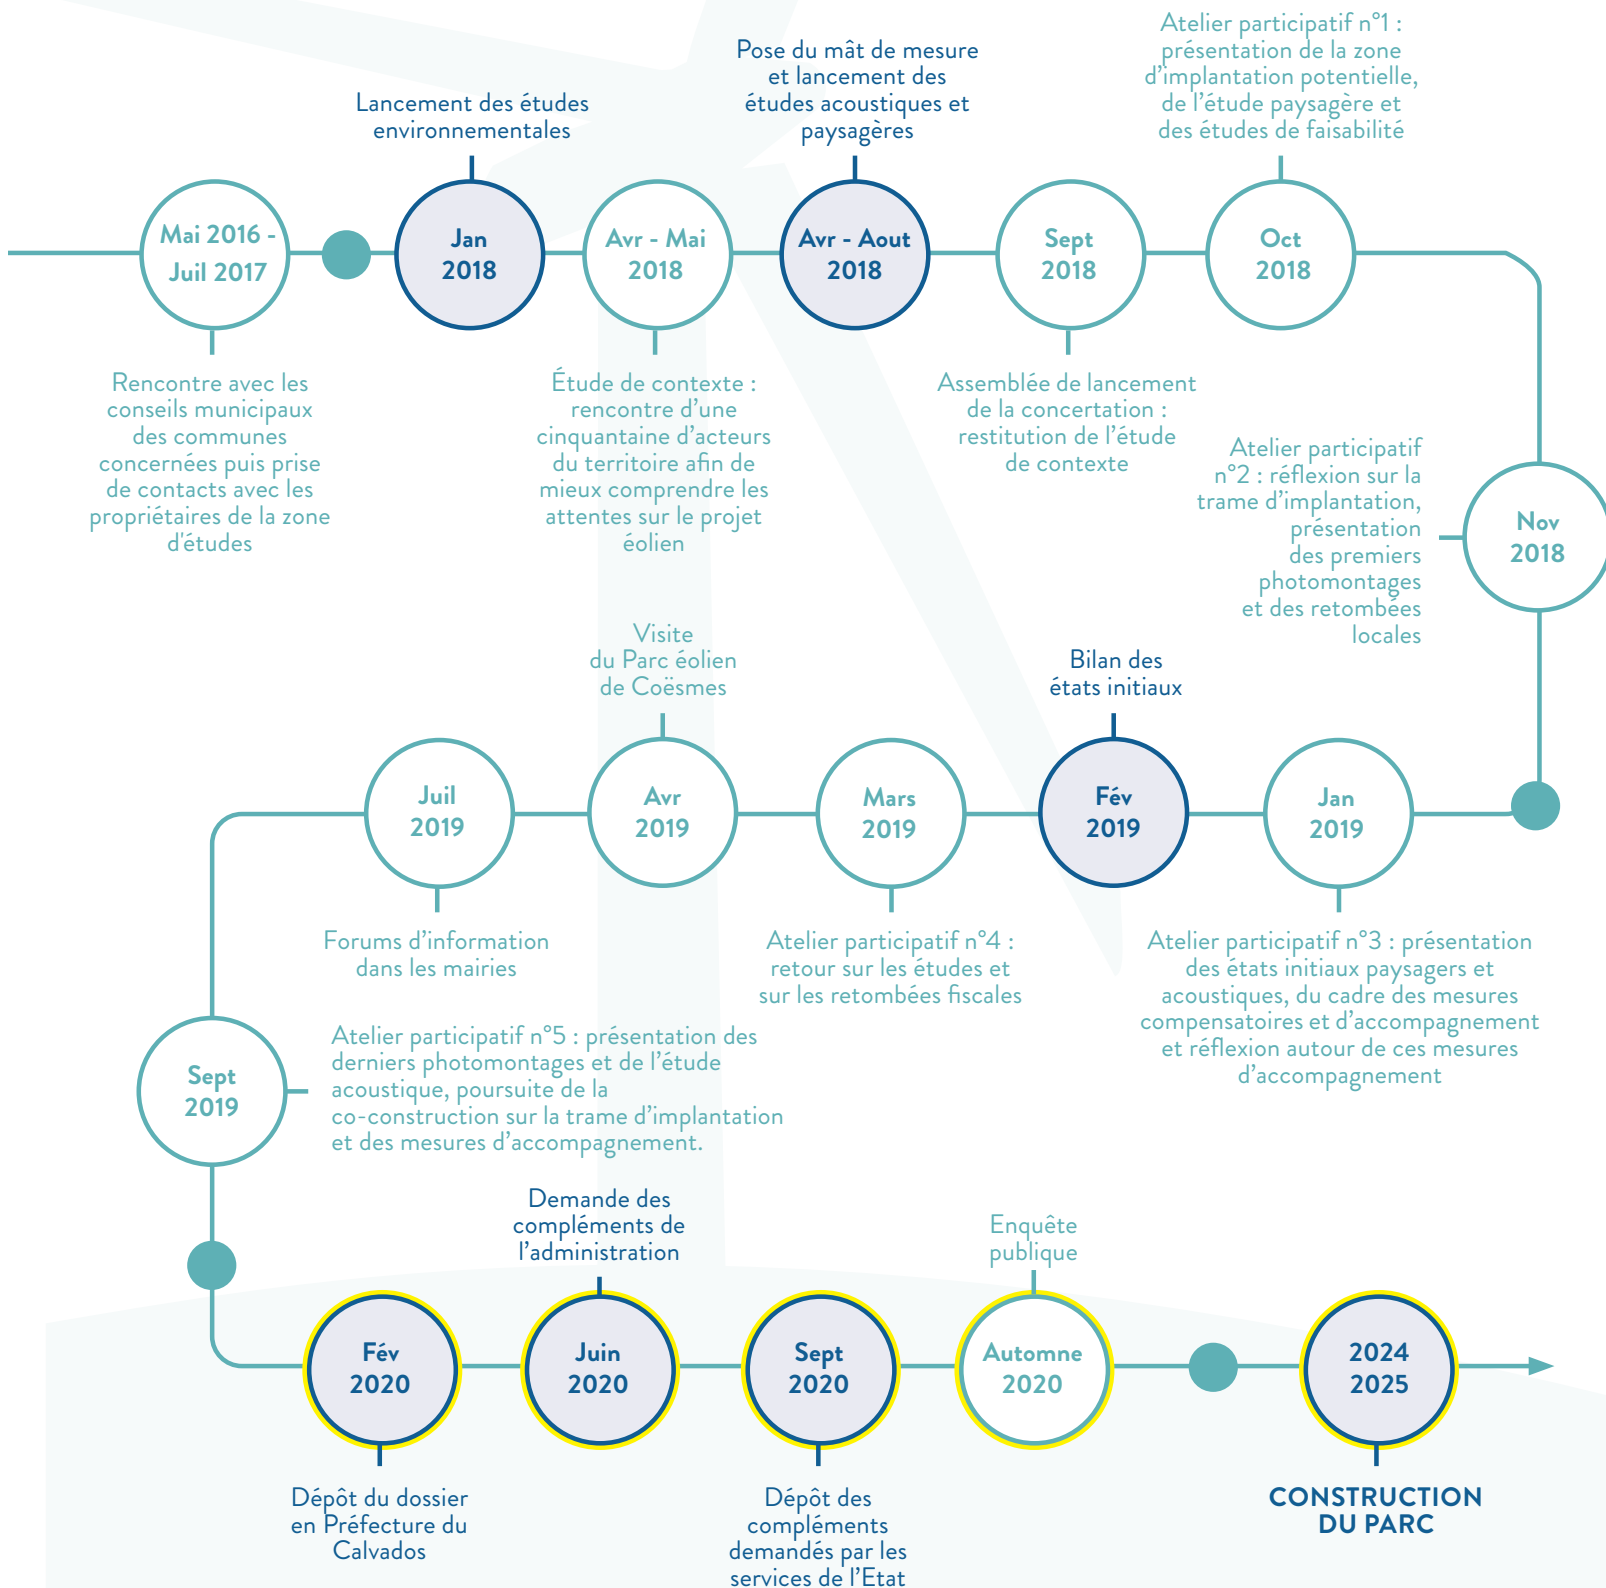 Mai 2016 -
Juil 2017
Rencontre avec les
conseils municipaux
des communes
concernées puis prise
de contacts avec les
propriétaires de la zone
d'études
Lancement des études
environnementales
Jan
2018
Avr - Mai
2018
Étude de contexte :
rencontre d’une
cinquantaine d’acteurs
du territoire afin de
mieux comprendre les
attentes sur le projet
éolien
Pose du mât de mesure
et lancement des
études acoustiques et
paysagères
Avr - Aout
2018
Sept
2018
Assemblée de lancement
de la concertation :
restitution de l’étude
de contexte
Atelier participatif n°1 :
présentation de la zone
d’implantation potentielle,
de l’étude paysagère et
des études de faisabilité
Oct
2018
Atelier participatif
n°2 : réflexion sur la
trame d’implantation,
présentation
des premiers
photomontages
et des retombées
locales
Nov
2018
Jan
2019
Atelier participatif n°3 : présentation
des états initiaux paysagers et
acoustiques, du cadre des mesures
compensatoires et d’accompagnement
et réflexion autour de ces mesures
d’accompagnement
Bilan des
états initiaux
Fév
2019
Mars
2019
Atelier participatif n°4 :
retour sur les études et
sur les retombées fiscales
Visite
du Parc éolien
de Coësmes
Avr
2019
Juil
2019
Forums d’information
dans les mairies
Sept
2019
Atelier participatif n°5 : présentation des
derniers photomontages et de l’étude
acoustique, poursuite de la
co-construction sur la trame d’implantation
et des mesures d’accompagnement.
Fév
2020
Dépôt du dossier
en Préfecture du
Calvados
Demande des
compléments de
l’administration
Juin
2020
Sept
2020
Dépôt des
compléments
demandés par les
services de l’Etat
Enquête
publique
Automne
2020
2024
2025
CONSTRUCTION
DU PARC